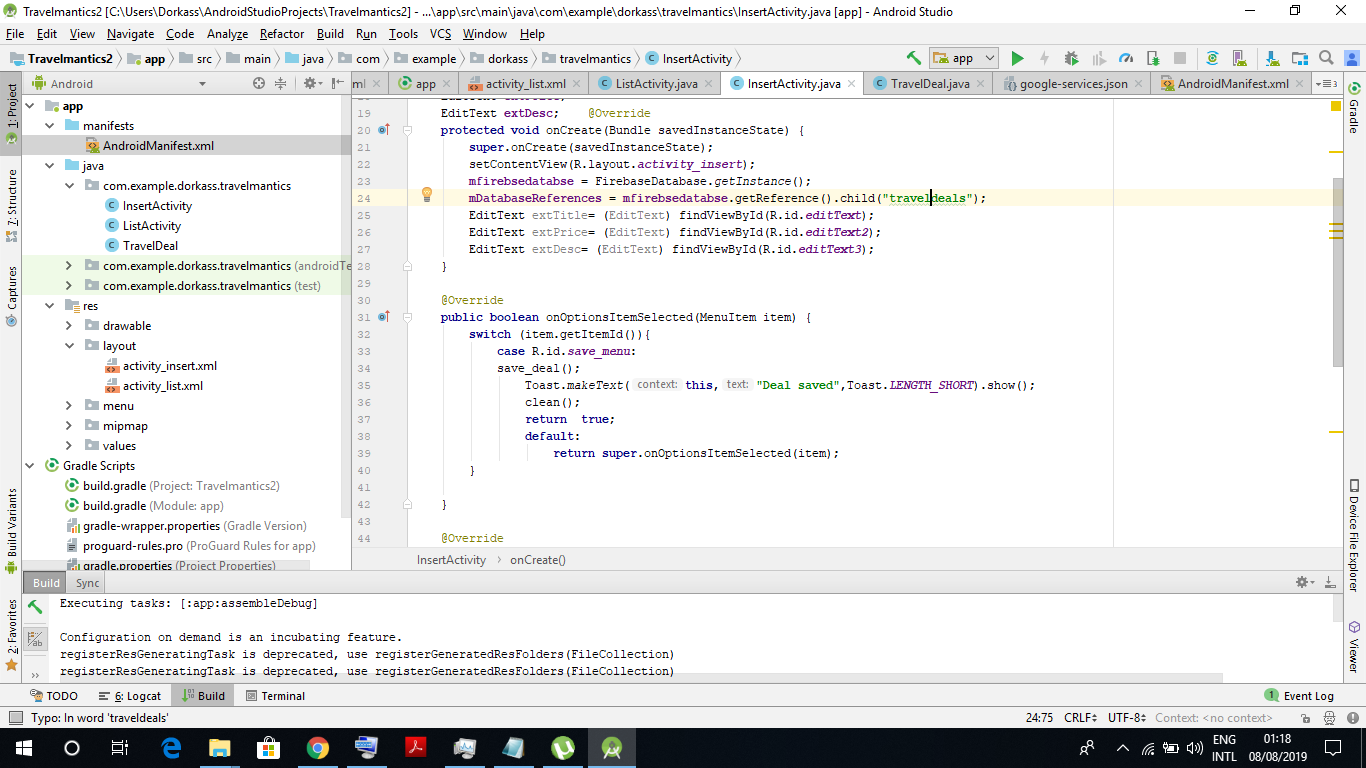 Travelmantics2 [C:\Users\Dorkass\AndroidStudioProjects\Travelmantics2] - ...\app\src\main\java\com\example\dorkass\travelmantics\InsertActivity.java [app] - Android Studio
File Edit View Navigate Code Analyze Refactor Build Run Tools VCS Window Help
Travelmantics2 app src main java com example dorkass travelmantics InsertActivity app
Android ml app activity_list.xml ListActivity.java InsertActivity.java TravelDeal.java google-services.json AndroidManifest.xml 3
1: Project
7: Structure
Captures
Build Variants
2: Favorites
app
manifests
AndroidManifest.xml
java
com.example.dorkass.travelmantics
InsertActivity
ListActivity
TravelDeal
com.example.dorkass.travelmantics (androidTe
com.example.dorkass.travelmantics (test)
res
drawable
layout
activity_insert.xml
activity_list.xml
menu
mipmap
values
Gradle Scripts
build.gradle (Project: Travelmantics2)
build.gradle (Module: app)
gradle-wrapper.properties (Gradle Version)
proguard-rules.pro (ProGuard Rules for app)
gradle.properties (Project Properties)
19 EditText extDesc; @Override
20 protected void onCreate(Bundle savedInstanceState) {
21 super.onCreate(savedInstanceState);
22 setContentView(R.layout.activity_insert);
23 mfirebsedatabse = FirebaseDatabase.getInstance();
24 mDatabaseReferences = mfirebsedatabse.getReference().child("traveldeals");
25 EditText extTitle= (EditText) findViewById(R.id.editText);
26 EditText extPrice= (EditText) findViewById(R.id.editText2);
27 EditText extDesc= (EditText) findViewById(R.id.editText3);
28 }
29
30 @Override
31 public boolean onOptionsItemSelected(MenuItem item) {
32 switch (item.getItemId()){
33 case R.id.save_menu:
34 save_deal();
35 Toast.makeText( context: this, text: "Deal saved",Toast.LENGTH_SHORT).show();
36 clean();
37 return true;
38 default:
39 return super.onOptionsItemSelected(item);
40 }
41
42 }
43
44 @Override
InsertActivity › onCreate()
Gradle
Device File Explorer
Viewer
Build Sync
Executing tasks: [:app:assembleDebug]
Configuration on demand is an incubating feature.
registerResGeneratingTask is deprecated, use registerGeneratedResFolders(FileCollection)
registerResGeneratingTask is deprecated, use registerGeneratedResFolders(FileCollection)
TODO 6: Logcat Build Terminal 1 Event Log
Typo: In word 'traveldeals' 24:75 CRLF UTF-8 Context: <no context>
ENG 01:18
INTL 08/08/2019